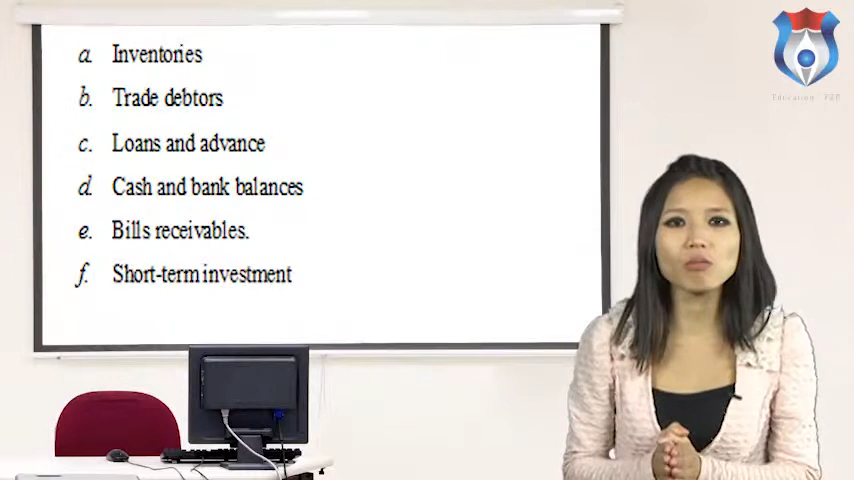 a. Inventories
b. Trade debtors
c. Loans and advance
d. Cash and bank balances
e. Bills receivables.
f. Short-term investment